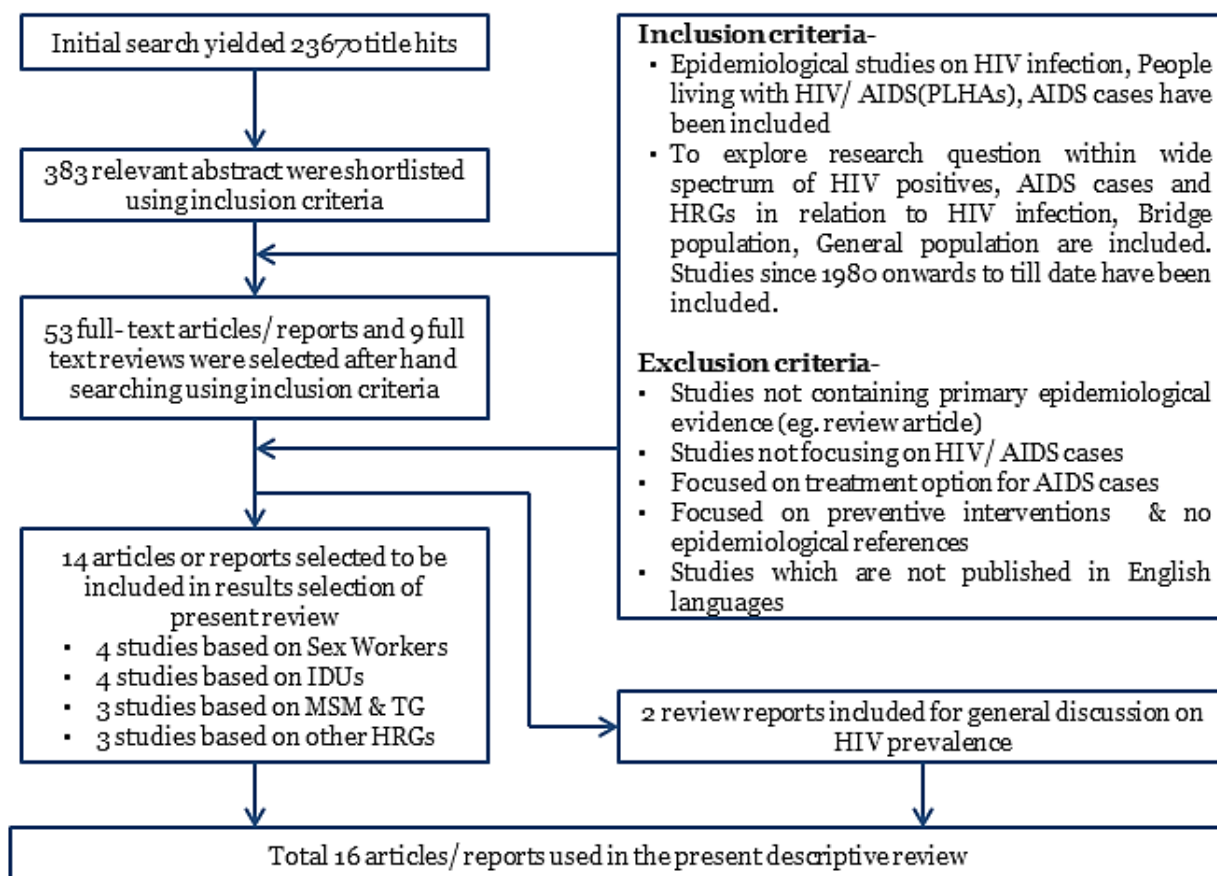 Initial search yielded 23670 title hits
383 relevant abstract were shortlisted
using inclusion criteria
53 full- text articles/ reports and 9 full
text reviews were selected after hand
searching using inclusion criteria
14 articles or reports selected to be
included in results selection of
present review
▪ 4 studies based on Sex Workers
▪ 4 studies based on IDUs
▪ 3 studies based on MSM & TG
▪ 3 studies based on other HRGs
Inclusion criteria-
▪ Epidemiological studies on HIV infection, People
living with HIV/ AIDS(PLHAs), AIDS cases have
been included
▪ To explore research question within wide
spectrum of HIV positives, AIDS cases and
HRGs in relation to HIV infection, Bridge
population, General population are included.
Studies since 1980 onwards to till date have been
included.
Exclusion criteria-
▪ Studies not containing primary epidemiological
evidence (eg. review article)
▪ Studies not focusing on HIV/ AIDS cases
▪ Focused on treatment option for AIDS cases
▪ Focused on preventive interventions & no
epidemiological references
▪ Studies which are not published in English
languages
2 review reports included for general discussion on
HIV prevalence
Total 16 articles/ reports used in the present descriptive review